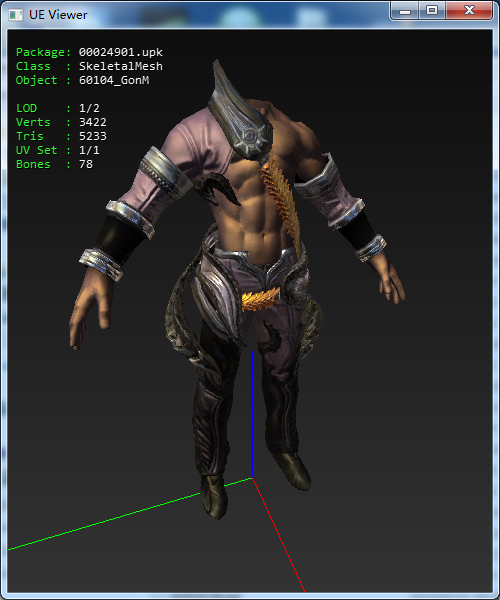 UE Viewer
Package: 00024901.upk
Class : SkeletalMesh
Object : 60104_GonM
LOD : 1/2
Verts : 3422
Tris : 5233
UV Set : 1/1
Bones : 78